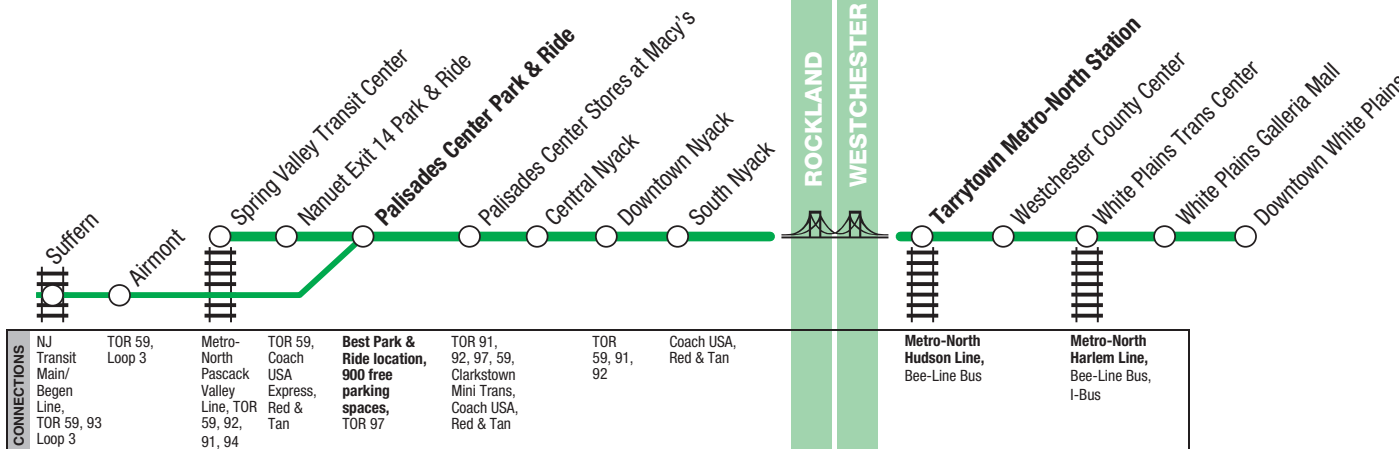 Suffern
Airmont
Spring Valley Transit Center
Nanuet Exit 14 Park & Ride
Palisades Center Park & Ride
Palisades Center Stores at Macy's
Central Nyack
Downtown Nyack
South Nyack
ROCKLAND
WESTCHESTER
Tarrytown Metro-North Station
Westchester County Center
White Plains Trans Center
White Plains Galleria Mall
Downtown White Plains
CONNECTIONS
NJ
Transit
Main/
Begen
Line,
TOR 59, 93
Loop 3
TOR 59,
Loop 3
Metro-
North
Pascack
Valley
Line, TOR
59, 92,
91, 94
TOR 59,
Coach
USA
Express,
Red &
Tan
Best Park &
Ride location,
900 free
parking
spaces,
TOR 97
TOR 91,
92, 97, 59,
Clarkstown
Mini Trans,
Coach USA,
Red & Tan
TOR
59, 91,
92
Coach USA,
Red & Tan
Metro-North
Hudson Line,
Bee-Line Bus
Metro-North
Harlem Line,
Bee-Line Bus,
I-Bus